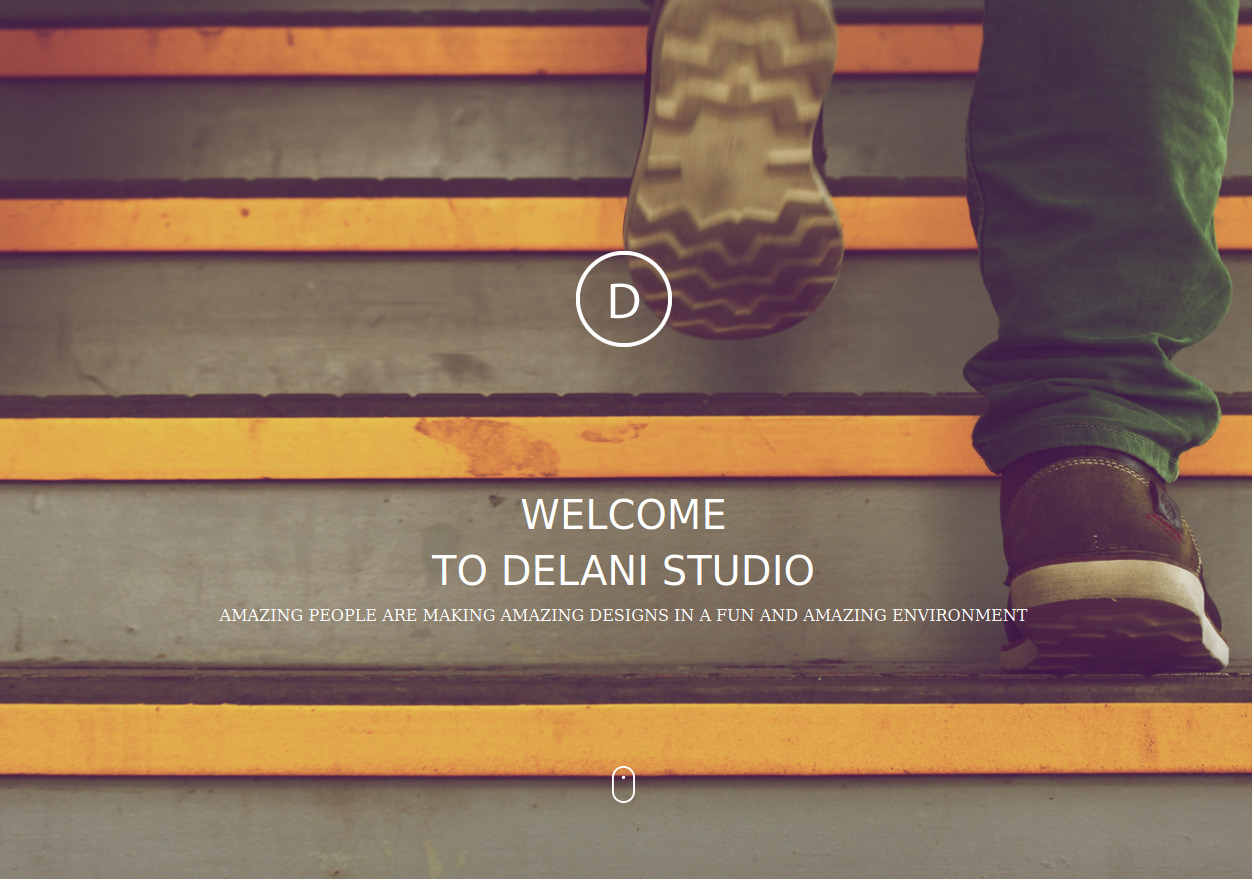 D
WELCOME
TO DELANI STUDIO
AMAZING PEOPLE ARE MAKING AMAZING DESIGNS IN A FUN AND AMAZING ENVIRONMENT